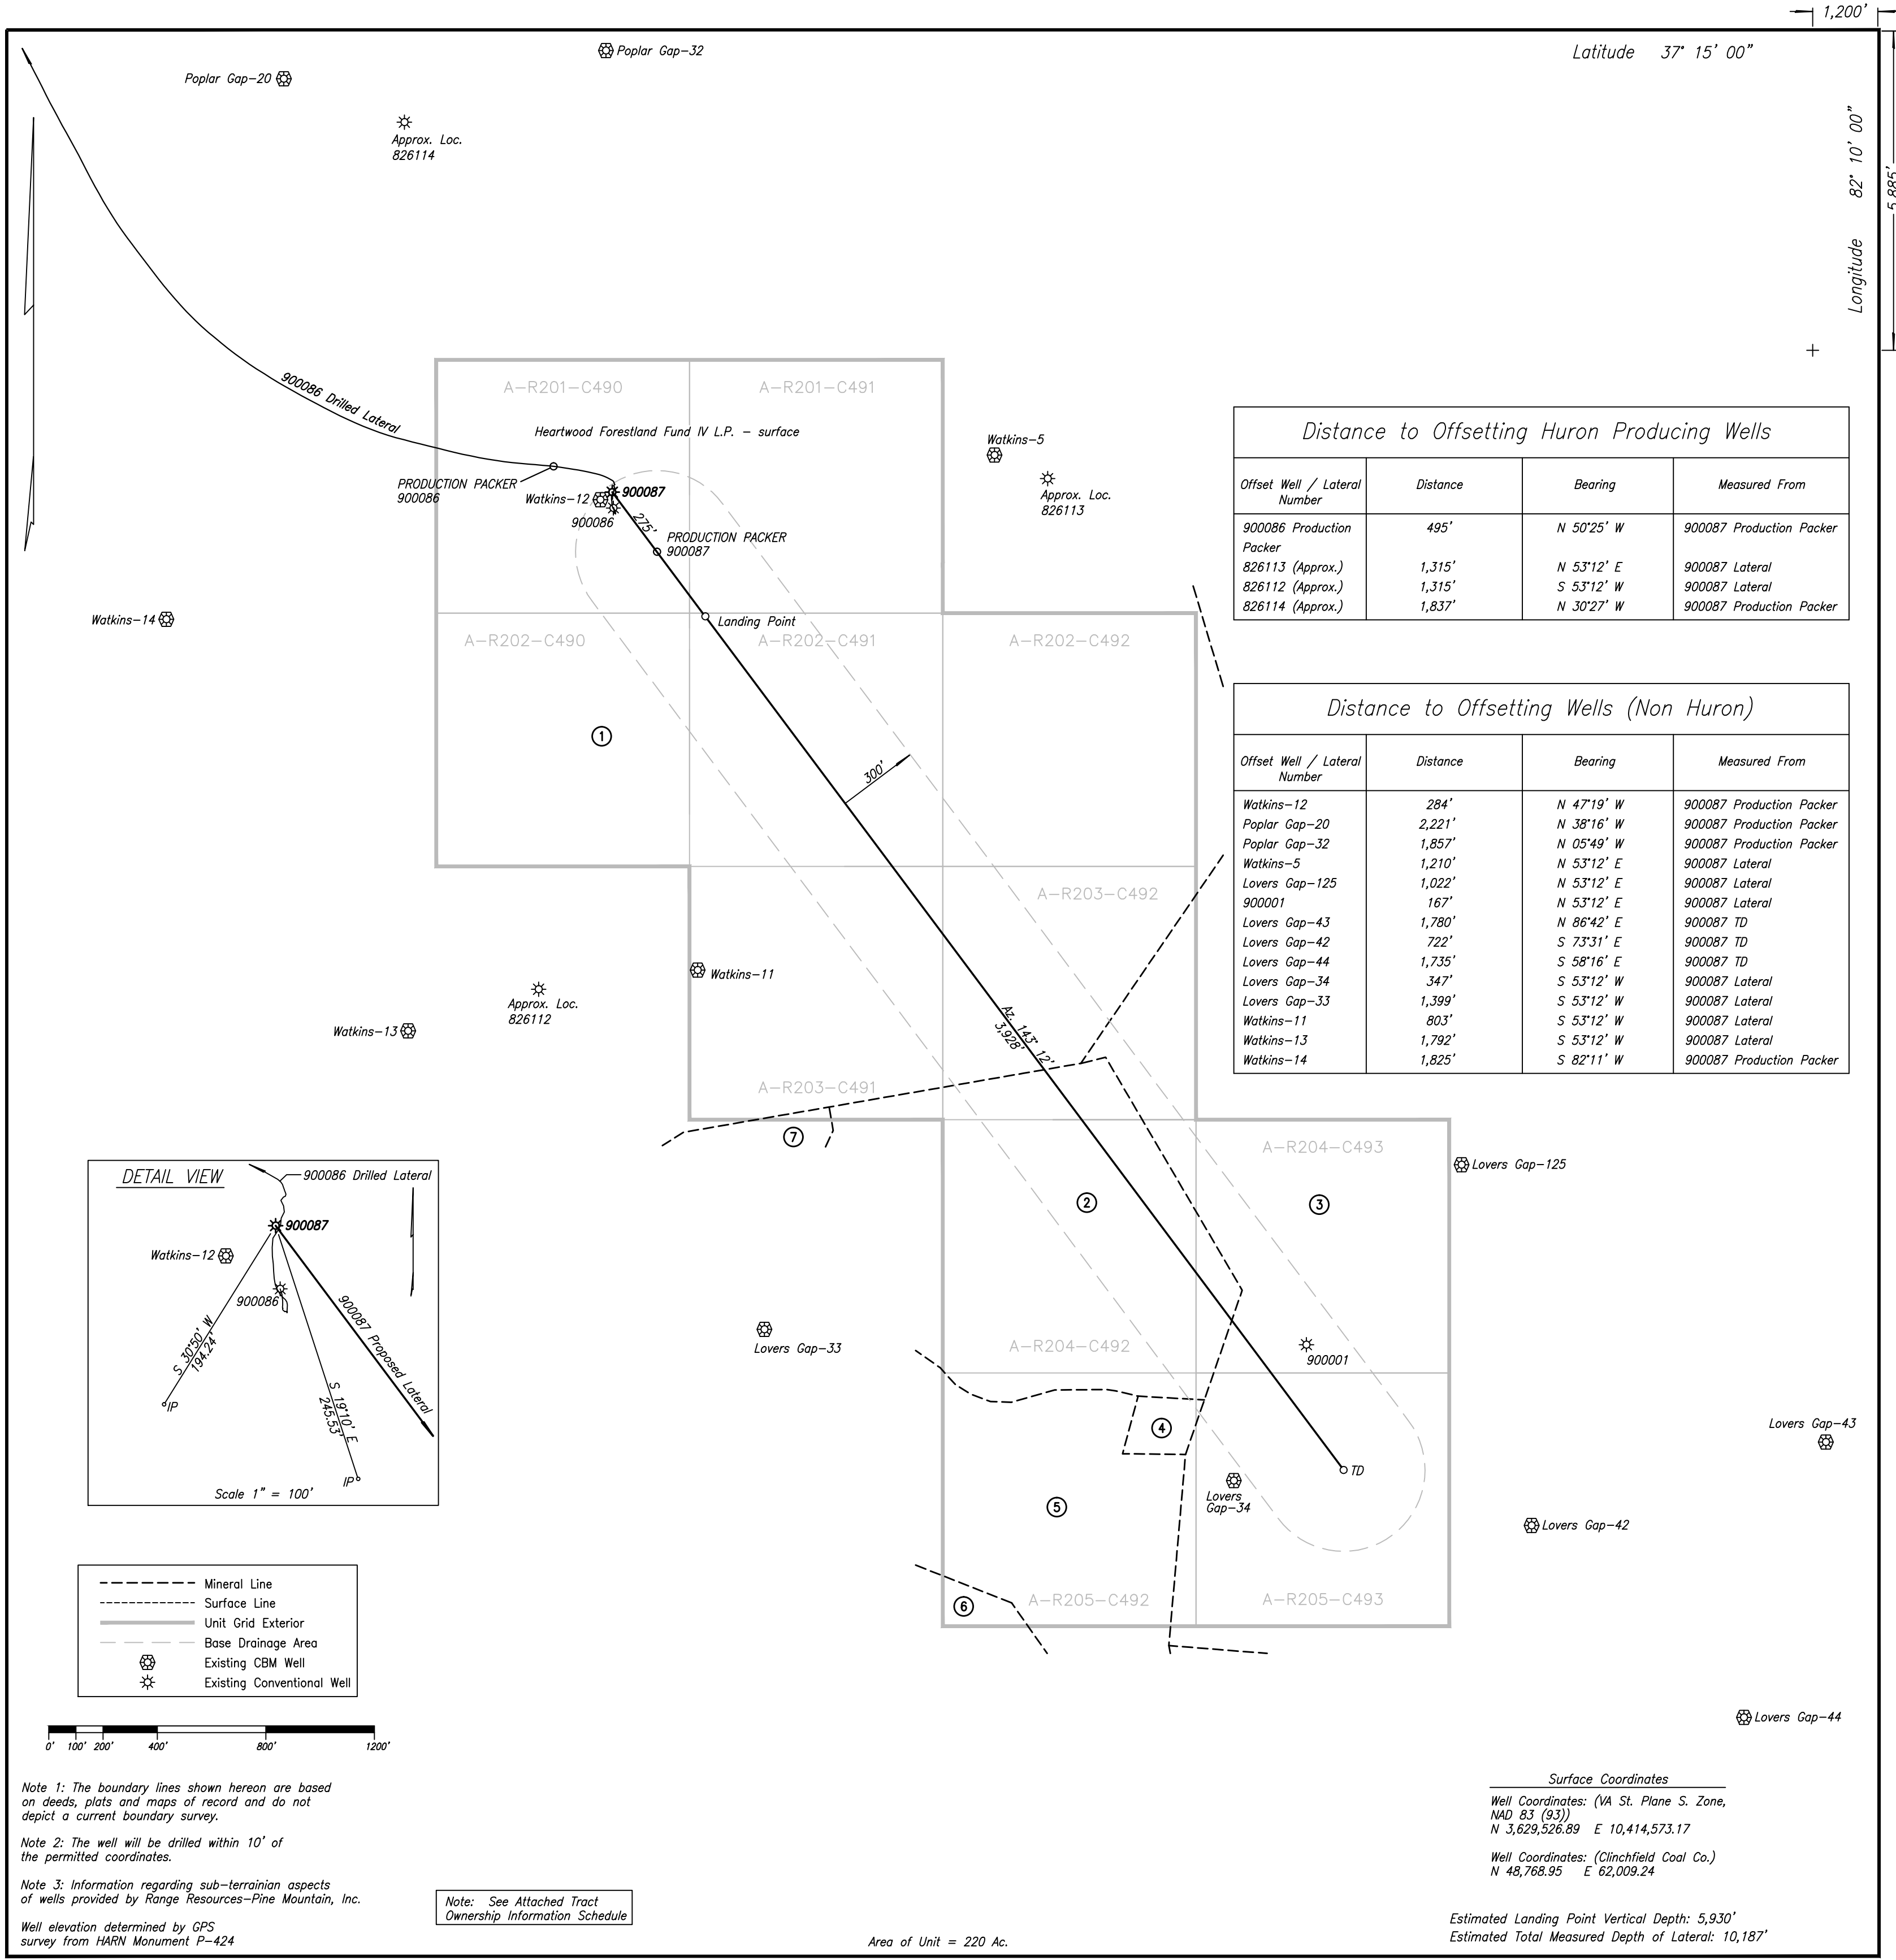 1,200'
Latitude 37° 15' 00"
Longitude 82° 10' 00"
5,885'
Poplar Gap-32
Poplar Gap-20
Approx. Loc.
826114
900086 Drilled Lateral
A-R201-C490
A-R201-C491
Heartwood Forestland Fund IV L.P. - surface
PRODUCTION PACKER
900086
Watkins-12
900087
900086
275'
PRODUCTION PACKER
900087
Watkins-5
Approx. Loc.
826113
Watkins-14
Landing Point
A-R202-C490
A-R202-C491
A-R202-C492
1
300'
A-R203-C492
Watkins-11
Approx. Loc.
826112
Watkins-13
Az. 143° 12'
3,928'
A-R203-C491
7
A-R204-C493
Lovers Gap-125
2
3
Lovers Gap-33
A-R204-C492
900001
4
Lovers Gap-43
TD
Lovers
Gap-34
5
Lovers Gap-42
6
A-R205-C492
A-R205-C493
Lovers Gap-44
Distance to Offsetting Huron Producing Wells
Offset Well / Lateral Number Distance Bearing Measured From
900086 Production Packer 495' N 50°25' W 900087 Production Packer
826113 (Approx.) 1,315' N 53°12' E 900087 Lateral
826112 (Approx.) 1,315' S 53°12' W 900087 Lateral
826114 (Approx.) 1,837' N 30°27' W 900087 Production Packer
Distance to Offsetting Wells (Non Huron)
Offset Well / Lateral Number Distance Bearing Measured From
Watkins-12 284' N 47°19' W 900087 Production Packer
Poplar Gap-20 2,221' N 38°16' W 900087 Production Packer
Poplar Gap-32 1,857' N 05°49' W 900087 Production Packer
Watkins-5 1,210' N 53°12' E 900087 Lateral
Lovers Gap-125 1,022' N 53°12' E 900087 Lateral
900001 167' N 53°12' E 900087 Lateral
Lovers Gap-43 1,780' N 86°42' E 900087 TD
Lovers Gap-42 722' S 73°31' E 900087 TD
Lovers Gap-44 1,735' S 58°16' E 900087 TD
Lovers Gap-34 347' S 53°12' W 900087 Lateral
Lovers Gap-33 1,399' S 53°12' W 900087 Lateral
Watkins-11 803' S 53°12' W 900087 Lateral
Watkins-13 1,792' S 53°12' W 900087 Lateral
Watkins-14 1,825' S 82°11' W 900087 Production Packer
DETAIL VIEW
900086 Drilled Lateral
900087
Watkins-12
900086
900087 Proposed Lateral
S 30°50' W
194.24'
S 19°10' E
245.53'
IP
IP
Scale 1" = 100'
Mineral Line
Surface Line
Unit Grid Exterior
Base Drainage Area
Existing CBM Well
Existing Conventional Well
0' 100' 200' 400' 800' 1200'
Note 1: The boundary lines shown hereon are based
on deeds, plats and maps of record and do not
depict a current boundary survey.
Note 2: The well will be drilled within 10' of
the permitted coordinates.
Note 3: Information regarding sub-terrainian aspects
of wells provided by Range Resources-Pine Mountain, Inc.
Well elevation determined by GPS
survey from HARN Monument P-424
Note: See Attached Tract
Ownership Information Schedule
Area of Unit = 220 Ac.
Surface Coordinates
Well Coordinates: (VA St. Plane S. Zone,
NAD 83 (93))
N 3,629,526.89 E 10,414,573.17
Well Coordinates: (Clinchfield Coal Co.)
N 48,768.95 E 62,009.24
Estimated Landing Point Vertical Depth: 5,930'
Estimated Total Measured Depth of Lateral: 10,187'